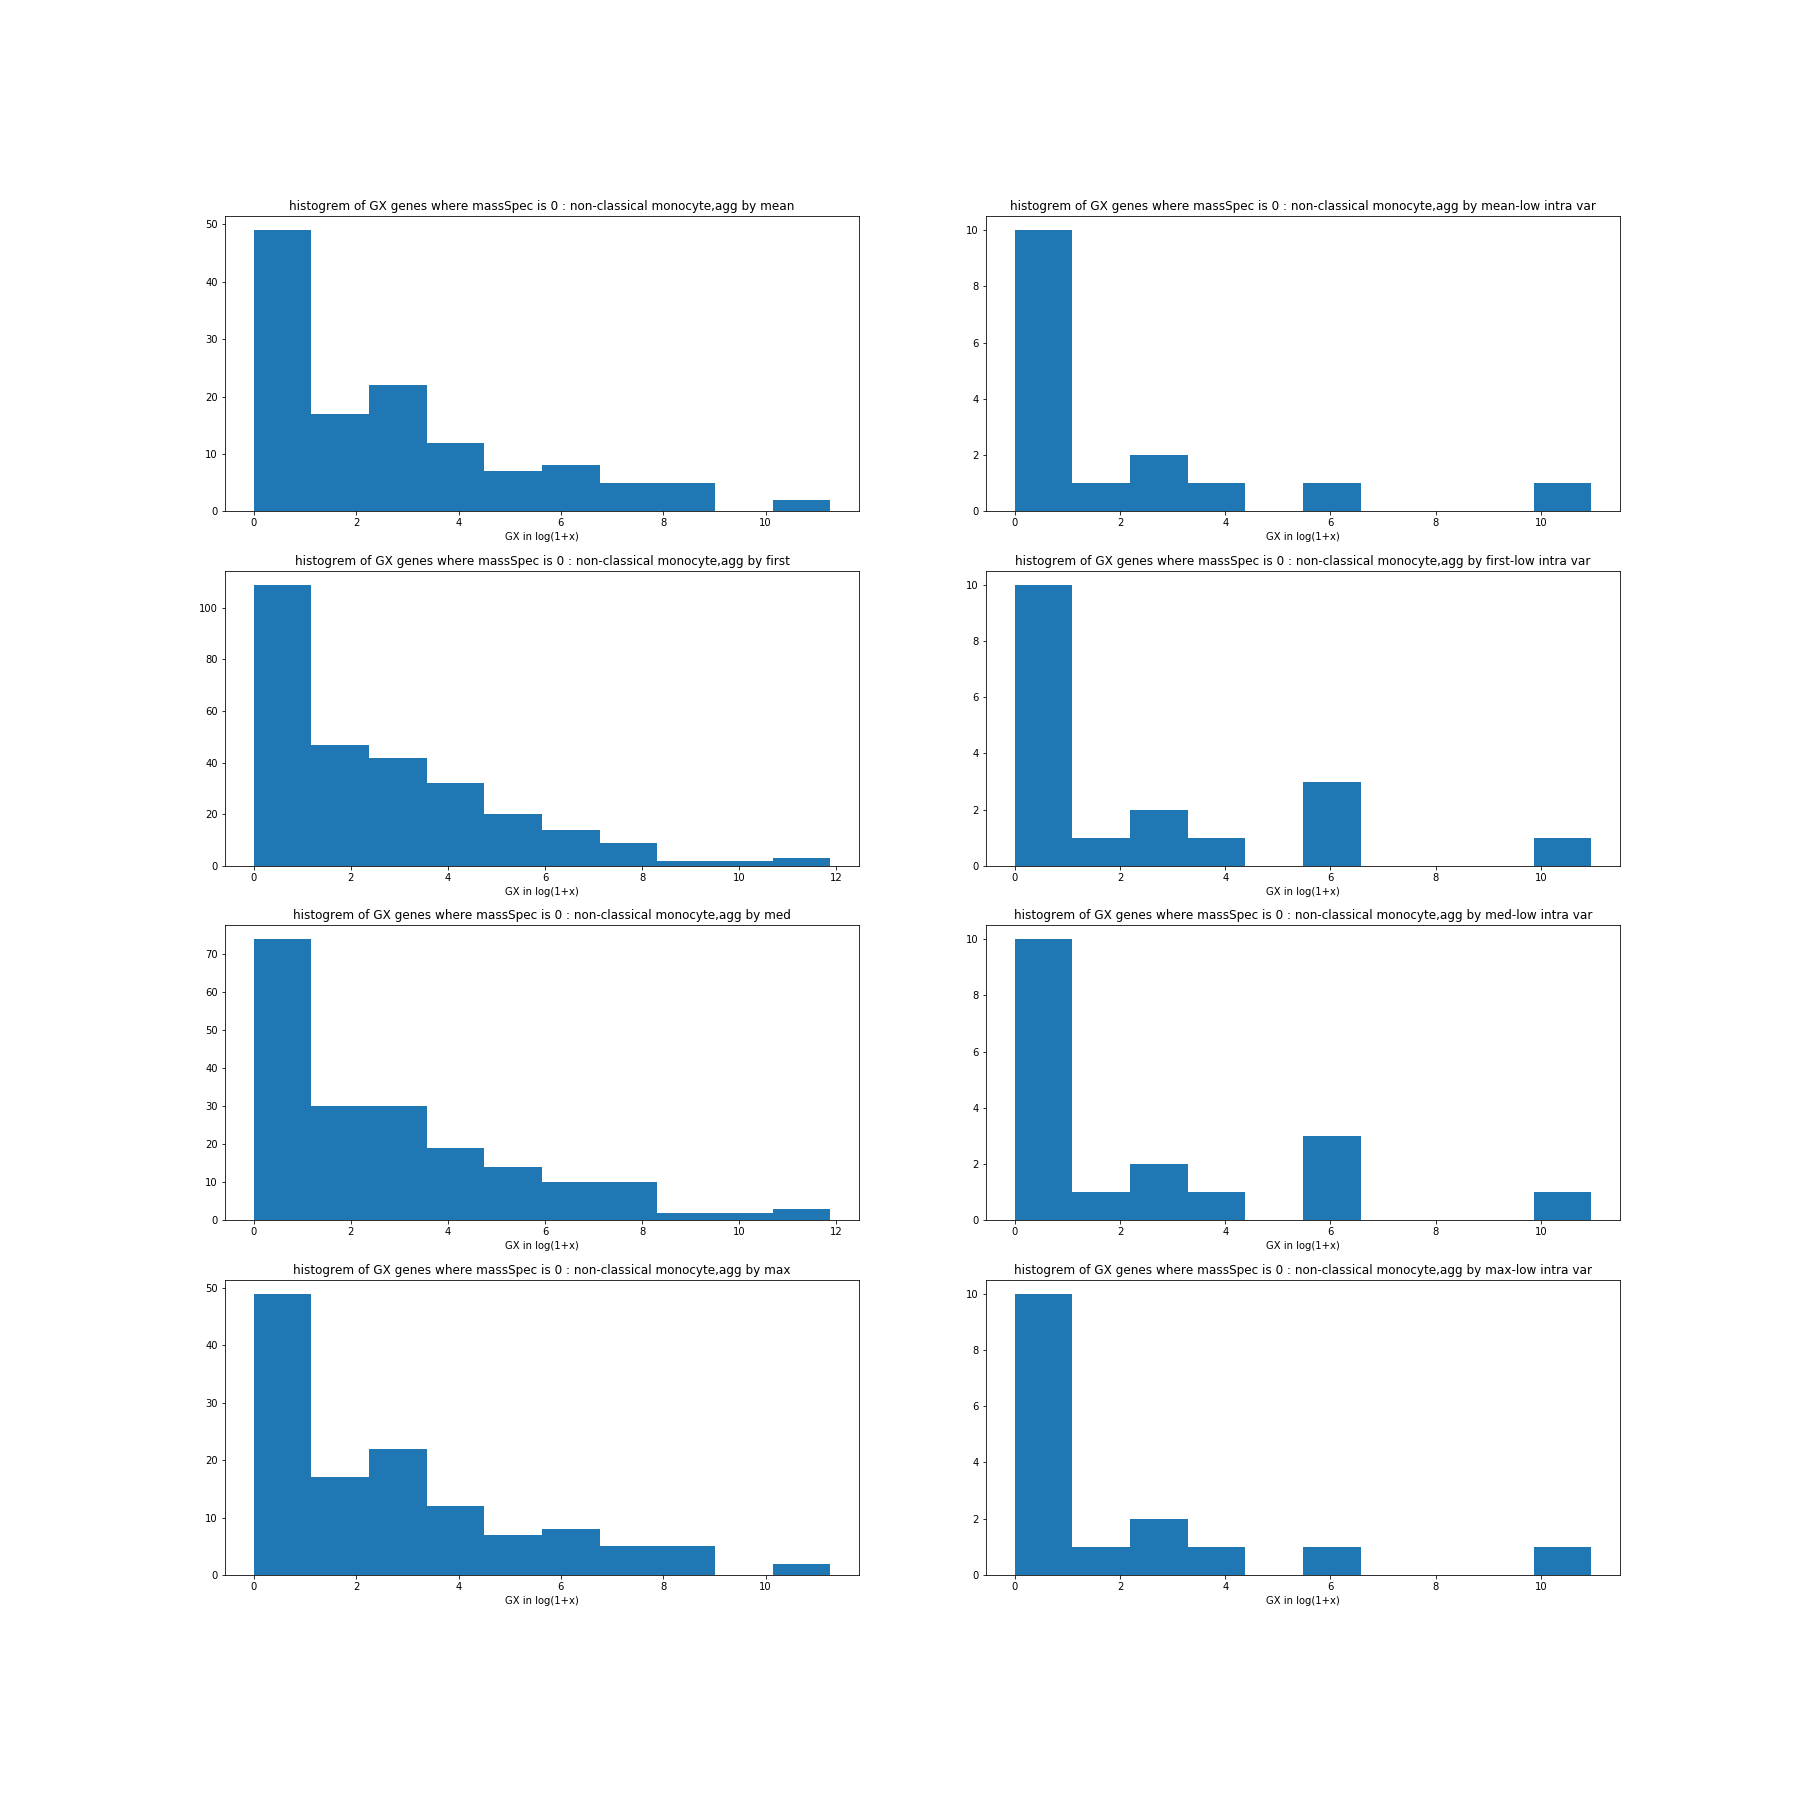 histogrem of GX genes where massSpec is 0 : non-classical monocyte,agg by mean
50
40
30
20
10
0
0 2 4 6 8 10
GX in log(1+x)
histogrem of GX genes where massSpec is 0 : non-classical monocyte,agg by mean-low intra var
10
8
6
4
2
0
0 2 4 6 8 10
GX in log(1+x)
histogrem of GX genes where massSpec is 0 : non-classical monocyte,agg by first
100
80
60
40
20
0
0 2 4 6 8 10 12
GX in log(1+x)
histogrem of GX genes where massSpec is 0 : non-classical monocyte,agg by first-low intra var
10
8
6
4
2
0
0 2 4 6 8 10
GX in log(1+x)
histogrem of GX genes where massSpec is 0 : non-classical monocyte,agg by med
70
60
50
40
30
20
10
0
0 2 4 6 8 10 12
GX in log(1+x)
histogrem of GX genes where massSpec is 0 : non-classical monocyte,agg by med-low intra var
10
8
6
4
2
0
0 2 4 6 8 10
GX in log(1+x)
histogrem of GX genes where massSpec is 0 : non-classical monocyte,agg by max
50
40
30
20
10
0
0 2 4 6 8 10
GX in log(1+x)
histogrem of GX genes where massSpec is 0 : non-classical monocyte,agg by max-low intra var
10
8
6
4
2
0
0 2 4 6 8 10
GX in log(1+x)